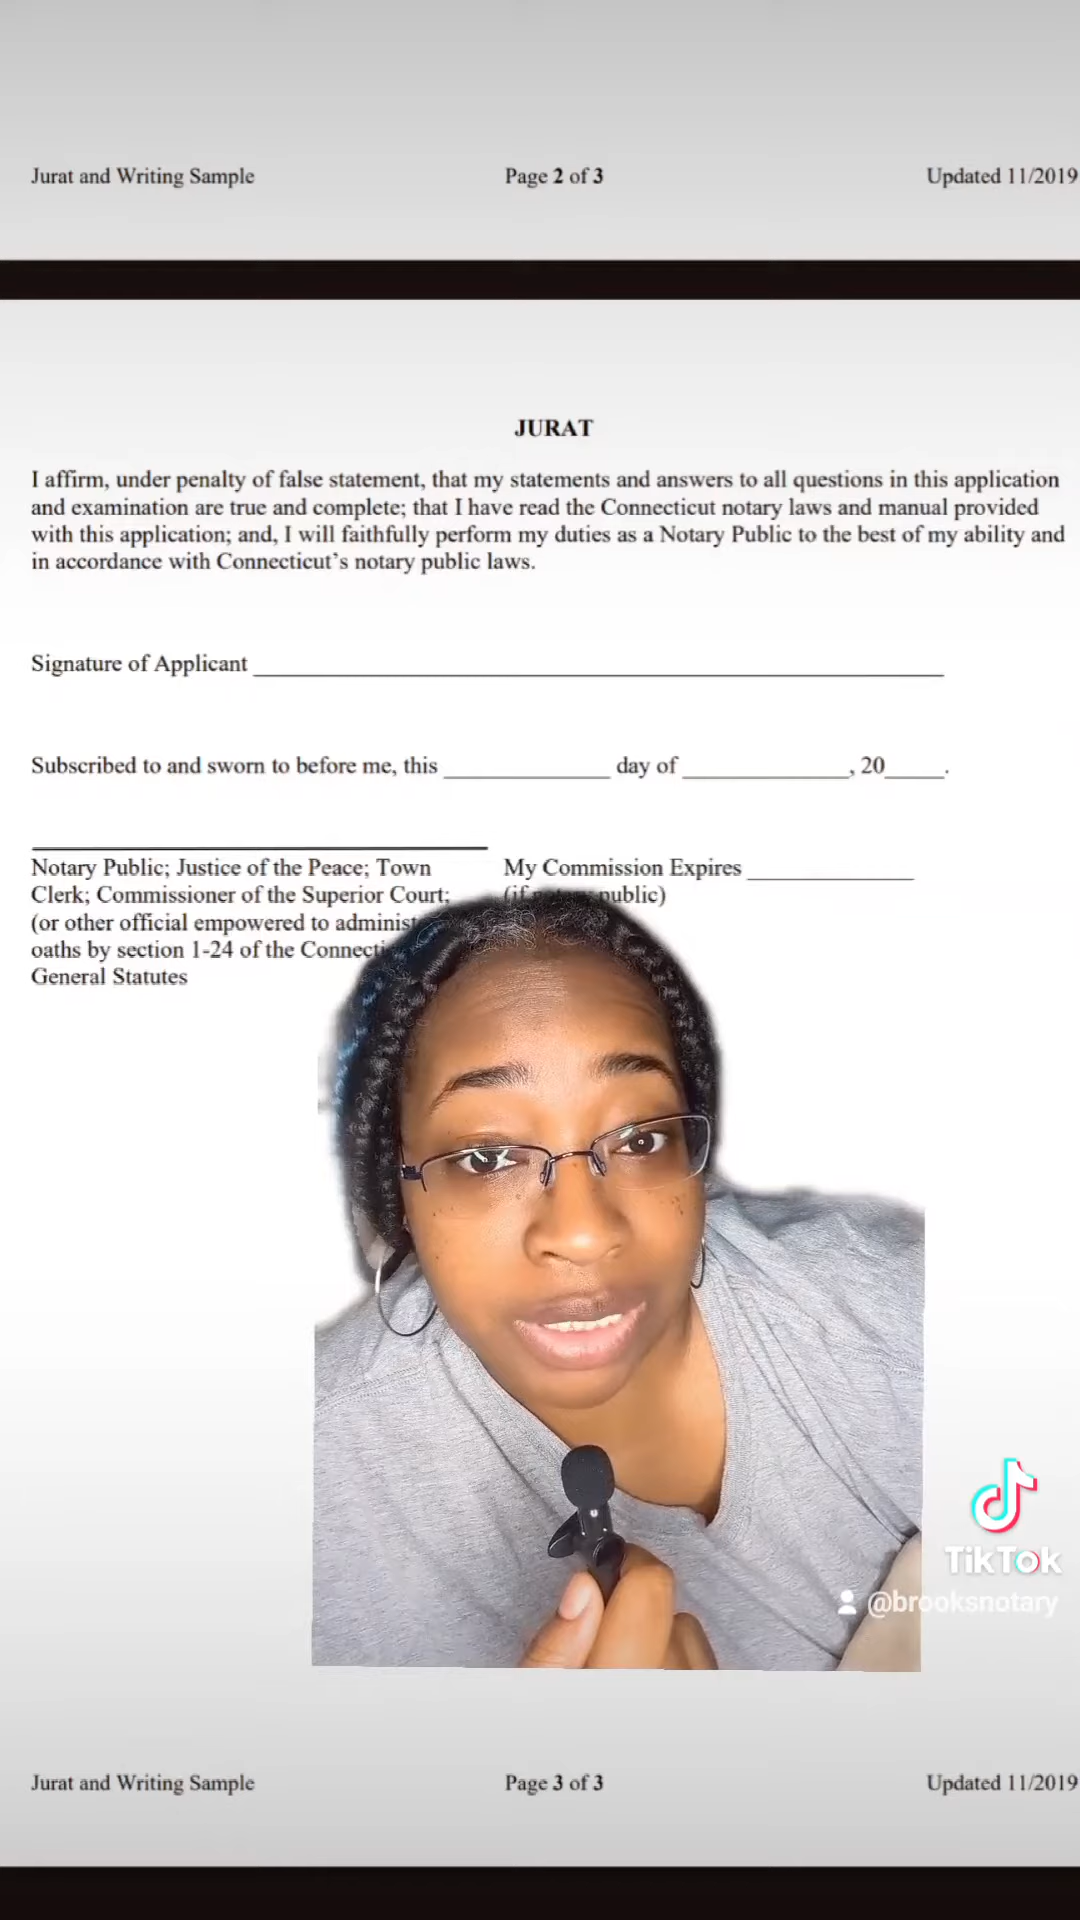 Jurat and Writing Sample Page 2 of 3 Updated 11/2019
JURAT
I affirm, under penalty of false statement, that my statements and answers to all questions in this application
and examination are true and complete; that I have read the Connecticut notary laws and manual provided
with this application; and, I will faithfully perform my duties as a Notary Public to the best of my ability and
in accordance with Connecticut's notary public laws.
Signature of Applicant
Subscribed to and sworn to before me, this day of , 20 .
Notary Public; Justice of the Peace; Town
Clerk; Commissioner of the Superior Court;
(or other official empowered to administ
oaths by section 1-24 of the Connecti
General Statutes
My Commission Expires
(if notary public)
TikTok
@brooksnotary
Jurat and Writing Sample Page 3 of 3 Updated 11/2019